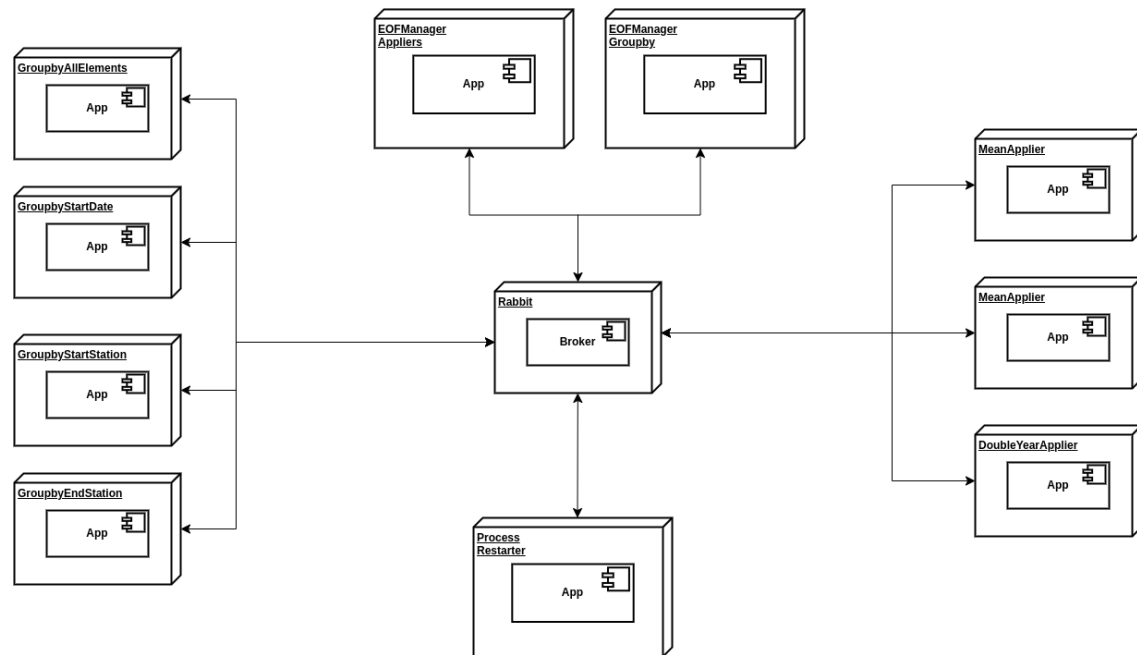 EOFManager
Appliers
App
EOFManager
Groupby
App
GroupbyAllElements
App
GroupbyStartDate
App
GroupbyStartStation
App
GroupbyEndStation
App
Rabbit
Broker
Process
Restarter
App
MeanApplier
App
MeanApplier
App
DoubleYearApplier
App